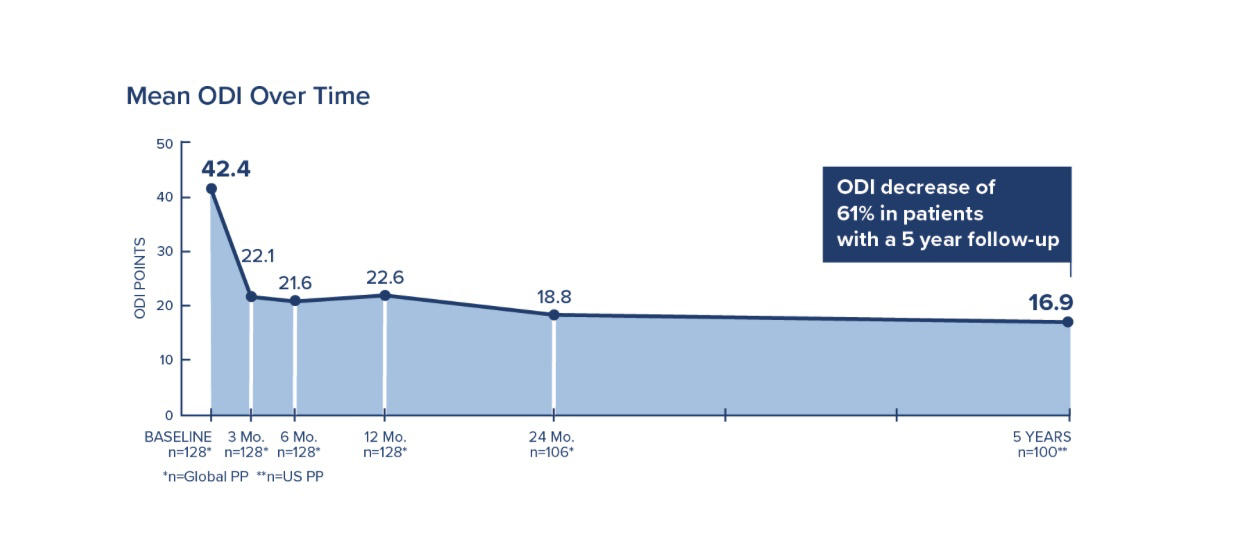 Mean ODI Over Time
50
42.4
40
22.1
30
21.6
22.6
18.8
20
10
0
ODI POINTS
ODI decrease of
61% in patients
with a 5 year follow-up
16.9
BASELINE 3 Mo. 6 Mo. 12 Mo. 24 Mo. 5 YEARS
n=128* n=128* n=128* n=128* n=106* n=100**
*n=Global PP **n=US PP